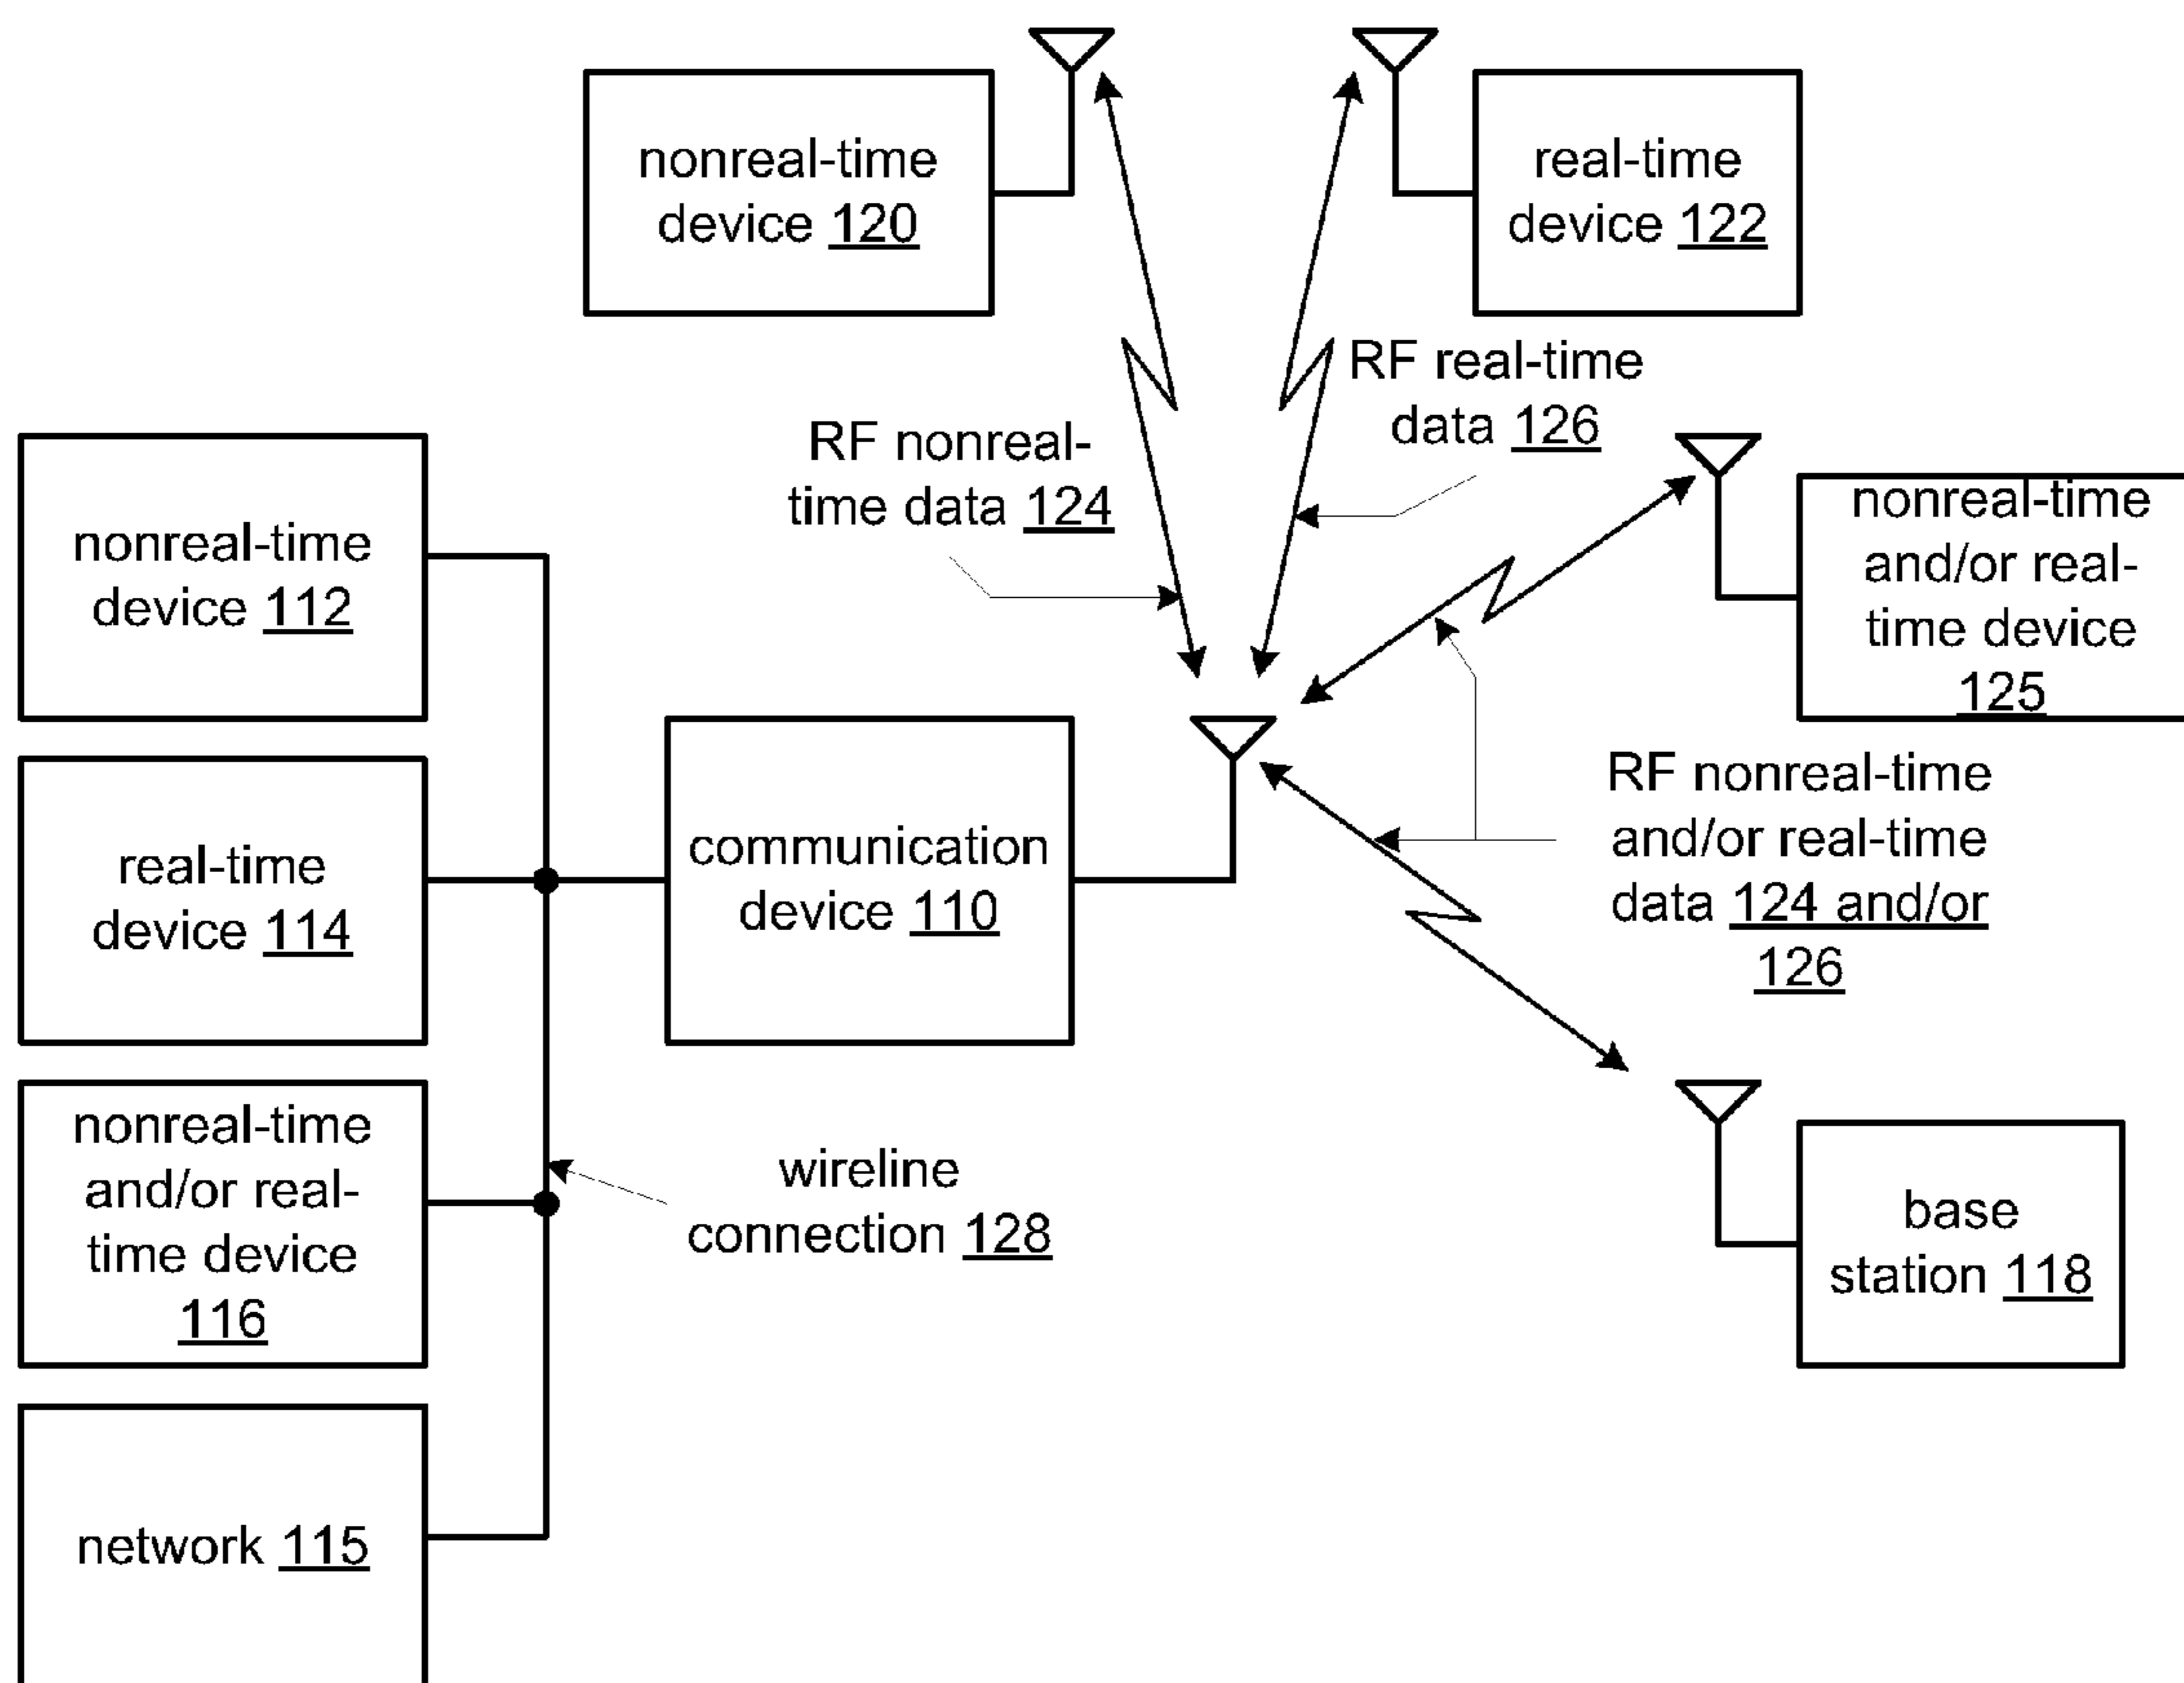 nonreal-time
device 120
real-time
device 122
RF real-time
data 126
RF nonreal-
time data 124
nonreal-time
and/or real-
time device
125
nonreal-time
device 112
RF nonreal-time
and/or real-time
data 124 and/or
126
real-time
device 114
communication
device 110
nonreal-time
and/or real-
time device
116
wireline
connection 128
base
station 118
network 115